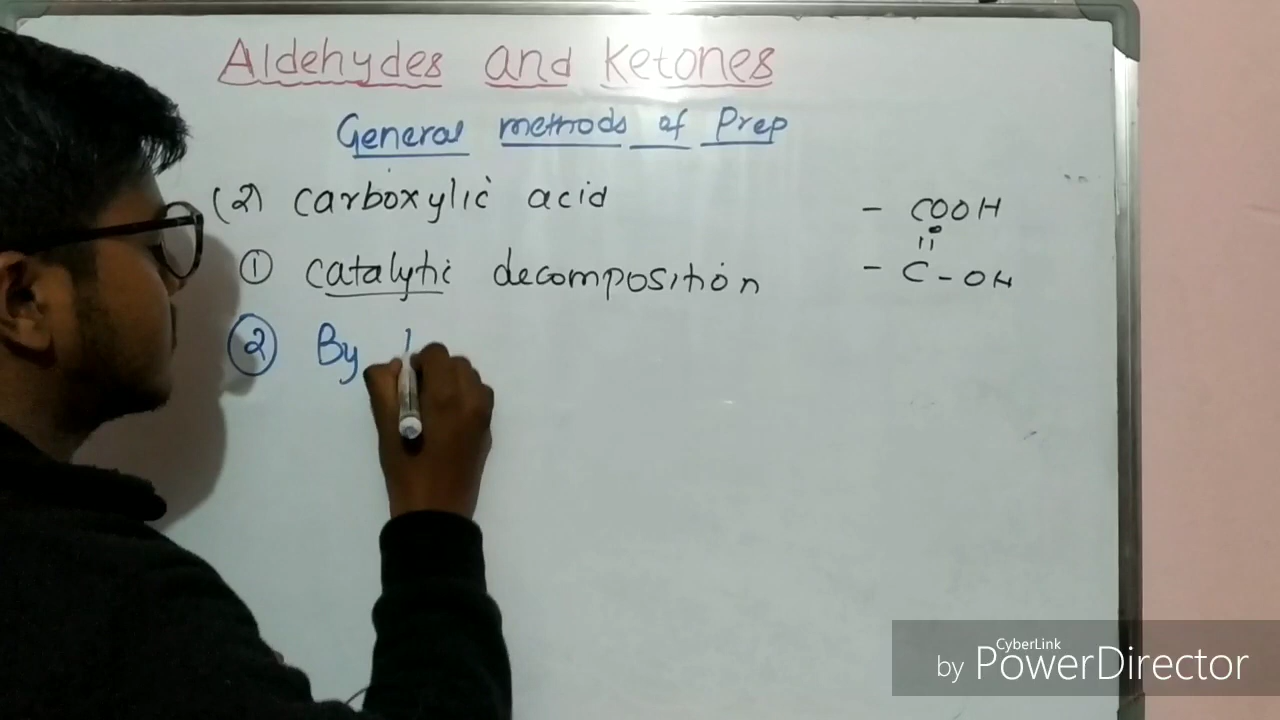 Aldehydes and Ketones
General methods of Prep
(2) carboxylic acid
- COOH
① catalytic decomposition
- C - OH
② By
CyberLink
by PowerDirector